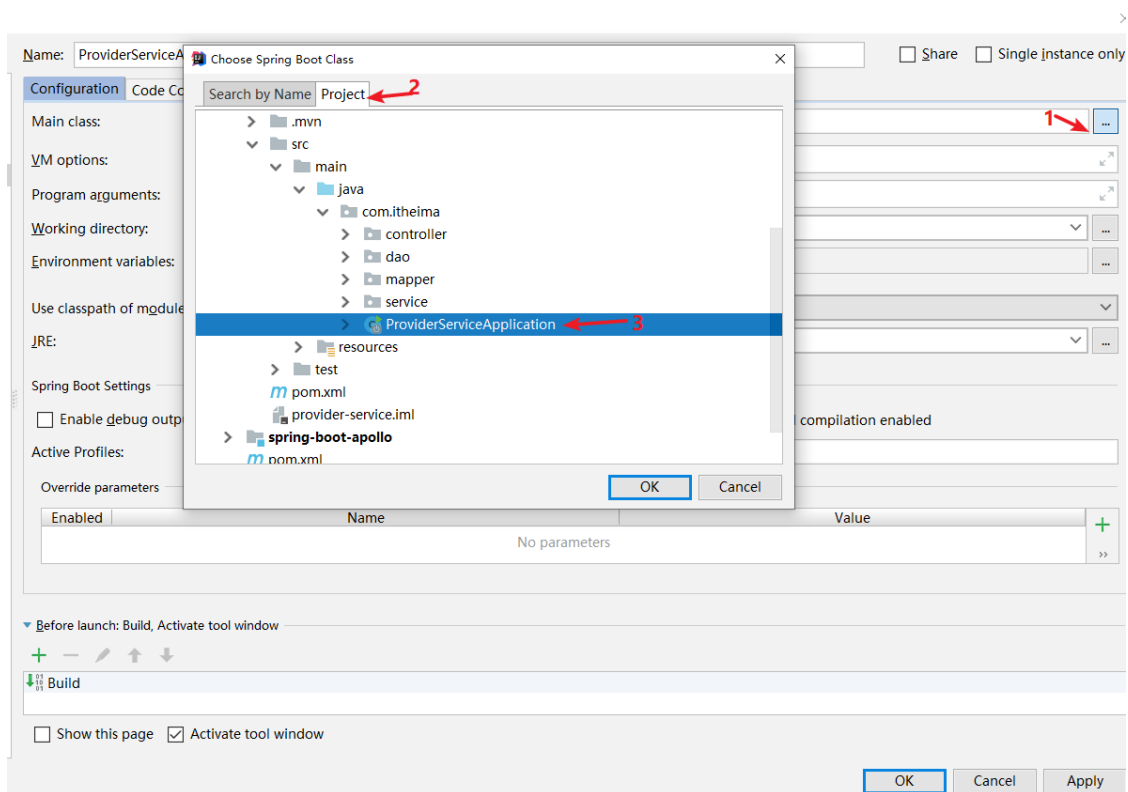 Name: ProviderServiceA
Share
Single instance only
Choose Spring Boot Class
Configuration
Code Co
Search by Name
Project
2
Main class:
1
...
VM options:
Program arguments:
Working directory:
...
Environment variables:
...
Use classpath of module
JRE:
...
.mvn
src
main
java
com.itheima
controller
dao
mapper
service
ProviderServiceApplication
3
resources
test
pom.xml
provider-service.iml
spring-boot-apollo
pom.xml
OK
Cancel
Spring Boot Settings
Enable debug outp
compilation enabled
Active Profiles:
Override parameters
Enabled
Name
Value
No parameters
Before launch: Build, Activate tool window
Build
Show this page
Activate tool window
OK
Cancel
Apply